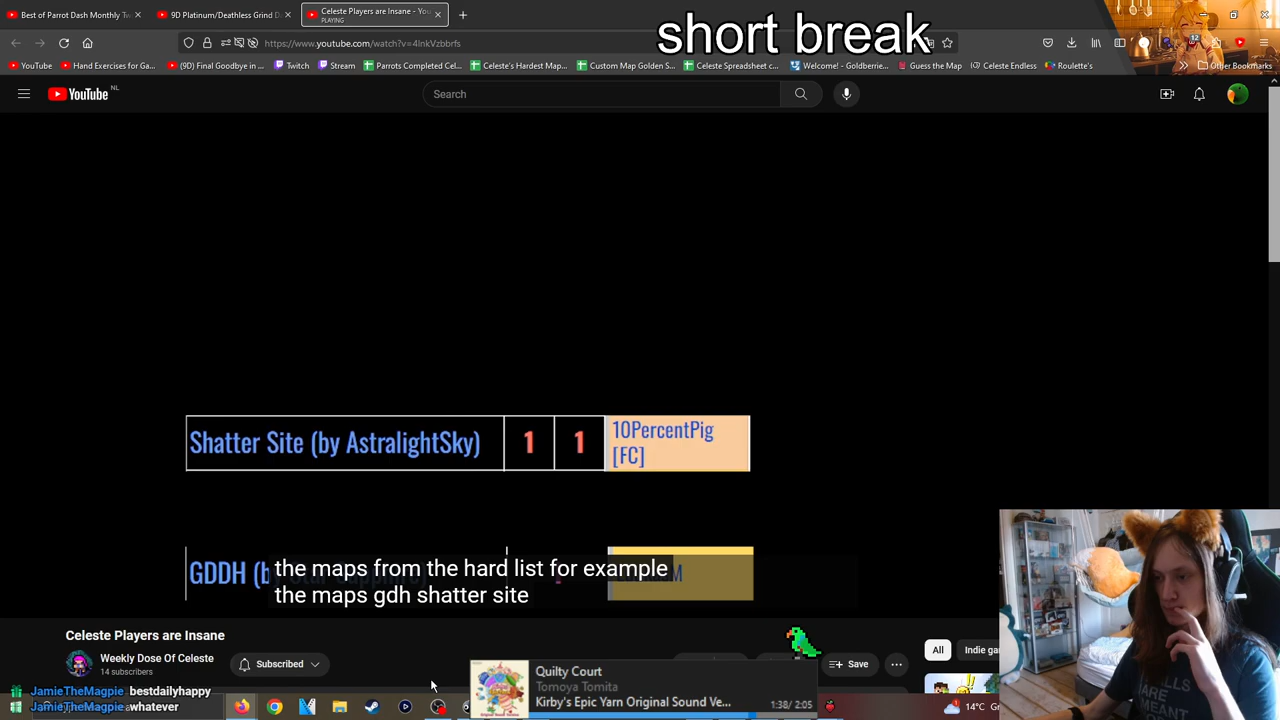 Best of Parrot Dash Monthly Tw
9D Platinum/Deathless Grind D
Celeste Players are Insane - You
PLAYING
short break
https://www.youtube.com/watch?v=4lnkVzbbrfs
YouTube
Hand Exercises for Ga...
(9D) Final Goodbye in ...
Twitch
Stream
Parrots Completed Cel...
Celeste's Hardest Map...
Custom Map Golden S...
Celeste Spreadsheet c...
Welcome! - Goldberrie...
Guess the Map
Celeste Endless
Roulette's
Other Bookmarks
12
YouTube NL
Search
Shatter Site (by AstralightSky) 1 1 10PercentPig
[FC]
GDDH (b
the maps from the hard list for example
the maps gdh shatter site
Celeste Players are Insane
Weekly Dose Of Celeste
14 subscribers
Subscribed
Save
All
Indie ga
JamieTheMagpie bestdailyhappy
JamieTheMagpie whatever
Quilty Court
Tomoya Tomita
Kirby's Epic Yarn Original Sound Ve...
1:38/ 2:05
14°C
ARE
MEANT